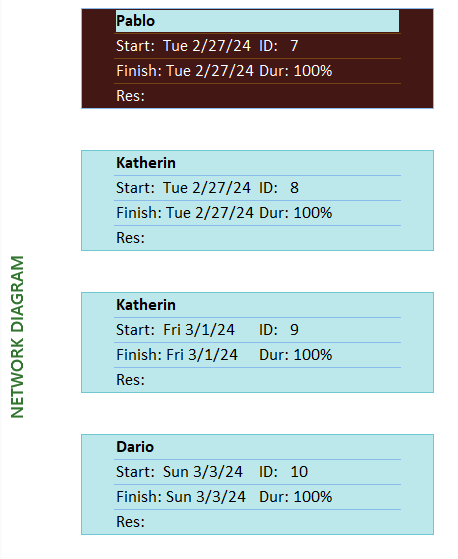 NETWORK DIAGRAM
Pablo
Start: Tue 2/27/24 ID: 7
Finish: Tue 2/27/24 Dur: 100%
Res:
Katherin
Start: Tue 2/27/24 ID: 8
Finish: Tue 2/27/24 Dur: 100%
Res:
Katherin
Start: Fri 3/1/24 ID: 9
Finish: Fri 3/1/24 Dur: 100%
Res:
Dario
Start: Sun 3/3/24 ID: 10
Finish: Sun 3/3/24 Dur: 100%
Res: